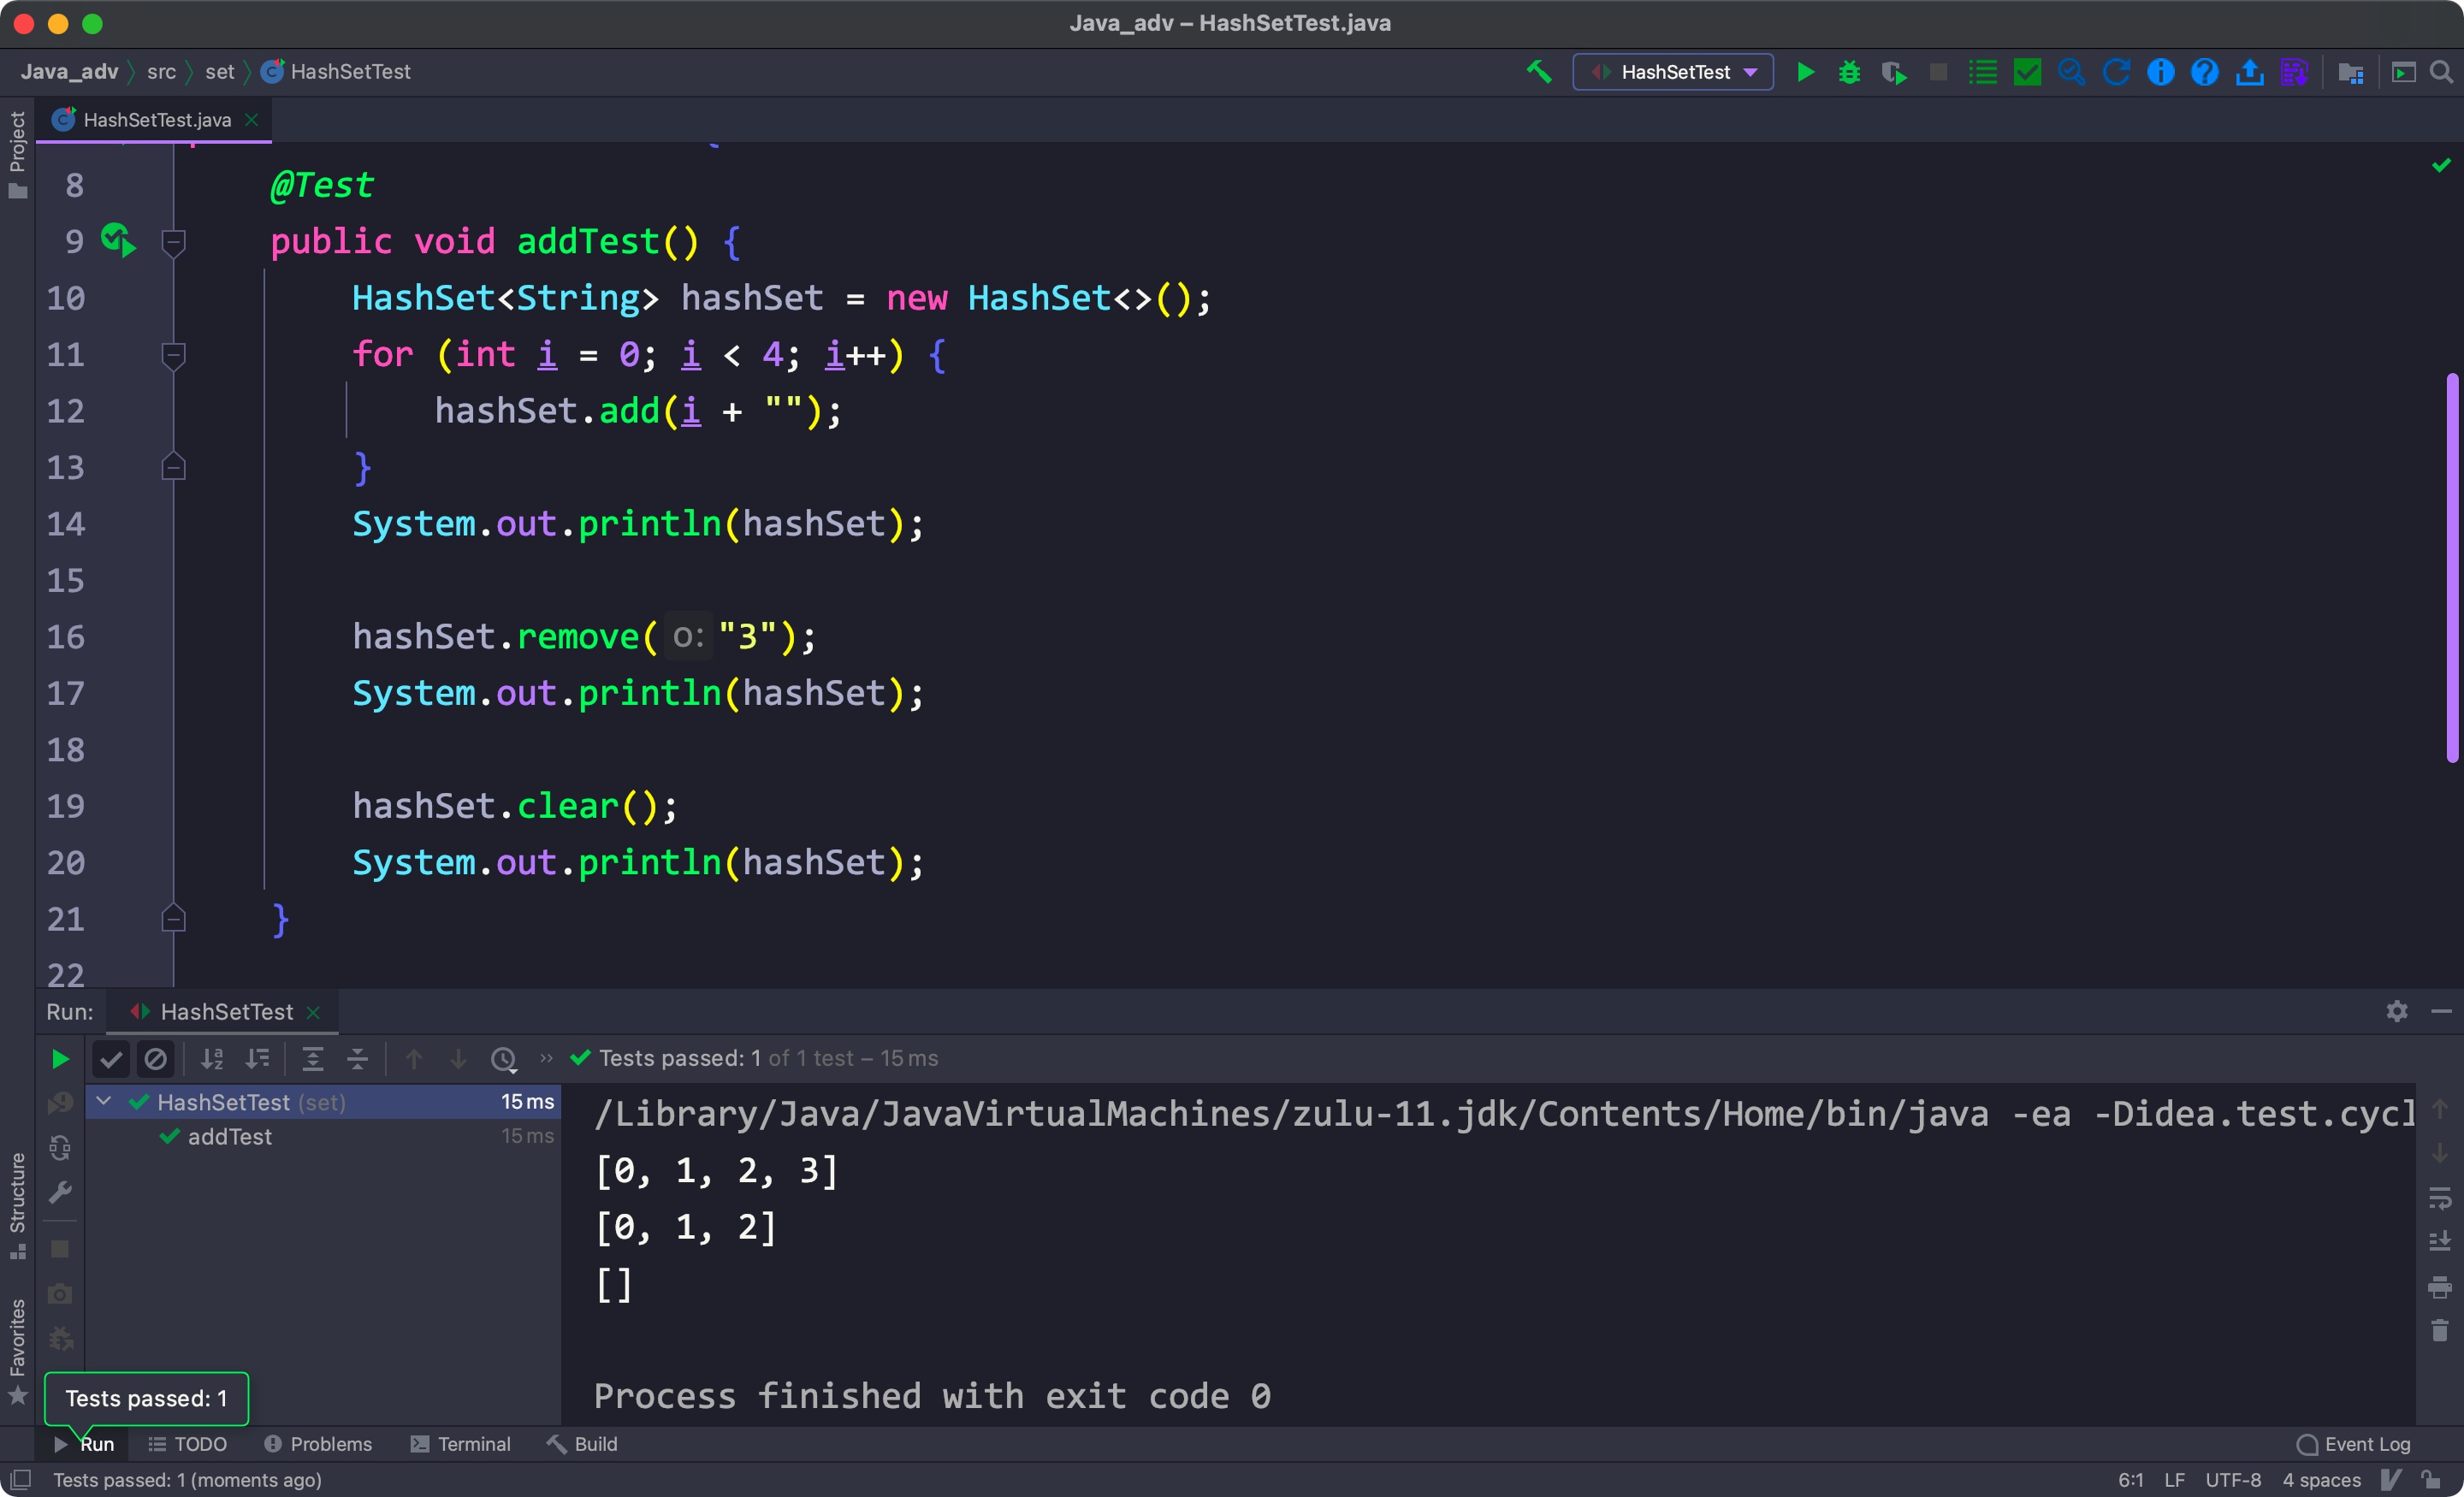 Java_adv – HashSetTest.java
Java_adv
src
set
HashSetTest
HashSetTest
Project
HashSetTest.java
8 @Test
9 public void addTest() {
10 HashSet<String> hashSet = new HashSet<>();
11 for (int i = 0; i < 4; i++) {
12 hashSet.add(i + "");
13 }
14 System.out.println(hashSet);
15
16 hashSet.remove( o: "3");
17 System.out.println(hashSet);
18
19 hashSet.clear();
20 System.out.println(hashSet);
21 }
22
Run: HashSetTest
Tests passed: 1 of 1 test – 15 ms
HashSetTest (set) 15 ms
addTest 15 ms
/Library/Java/JavaVirtualMachines/zulu-11.jdk/Contents/Home/bin/java -ea -Didea.test.cycl
[0, 1, 2, 3]
[0, 1, 2]
[]
Process finished with exit code 0
Structure
Favorites
Tests passed: 1
Run TODO Problems Terminal Build Event Log
Tests passed: 1 (moments ago) 6:1 LF UTF-8 4 spaces